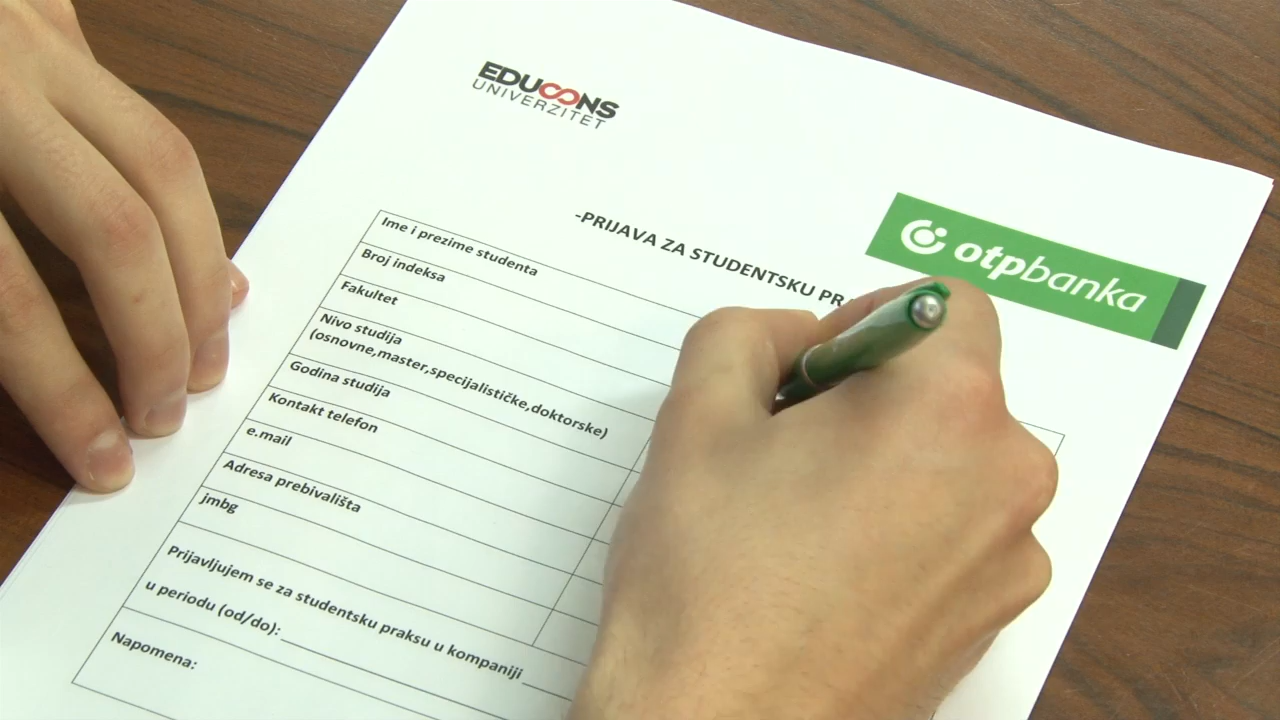 EDUCONS
UNIVERZITET
otpbanka
-PRIJAVA ZA STUDENTSKU
Ime i prezime studenta
Broj indeksa
Fakultet
Nivo studija
(osnovne,master,specijalističke,doktorske)
Godina studija
Kontakt telefon
e.mail
Adresa prebivališta
jmbg
Prijavljujem se za studentsku praksu u kompaniji
u periodu (od/do):
Napomena: